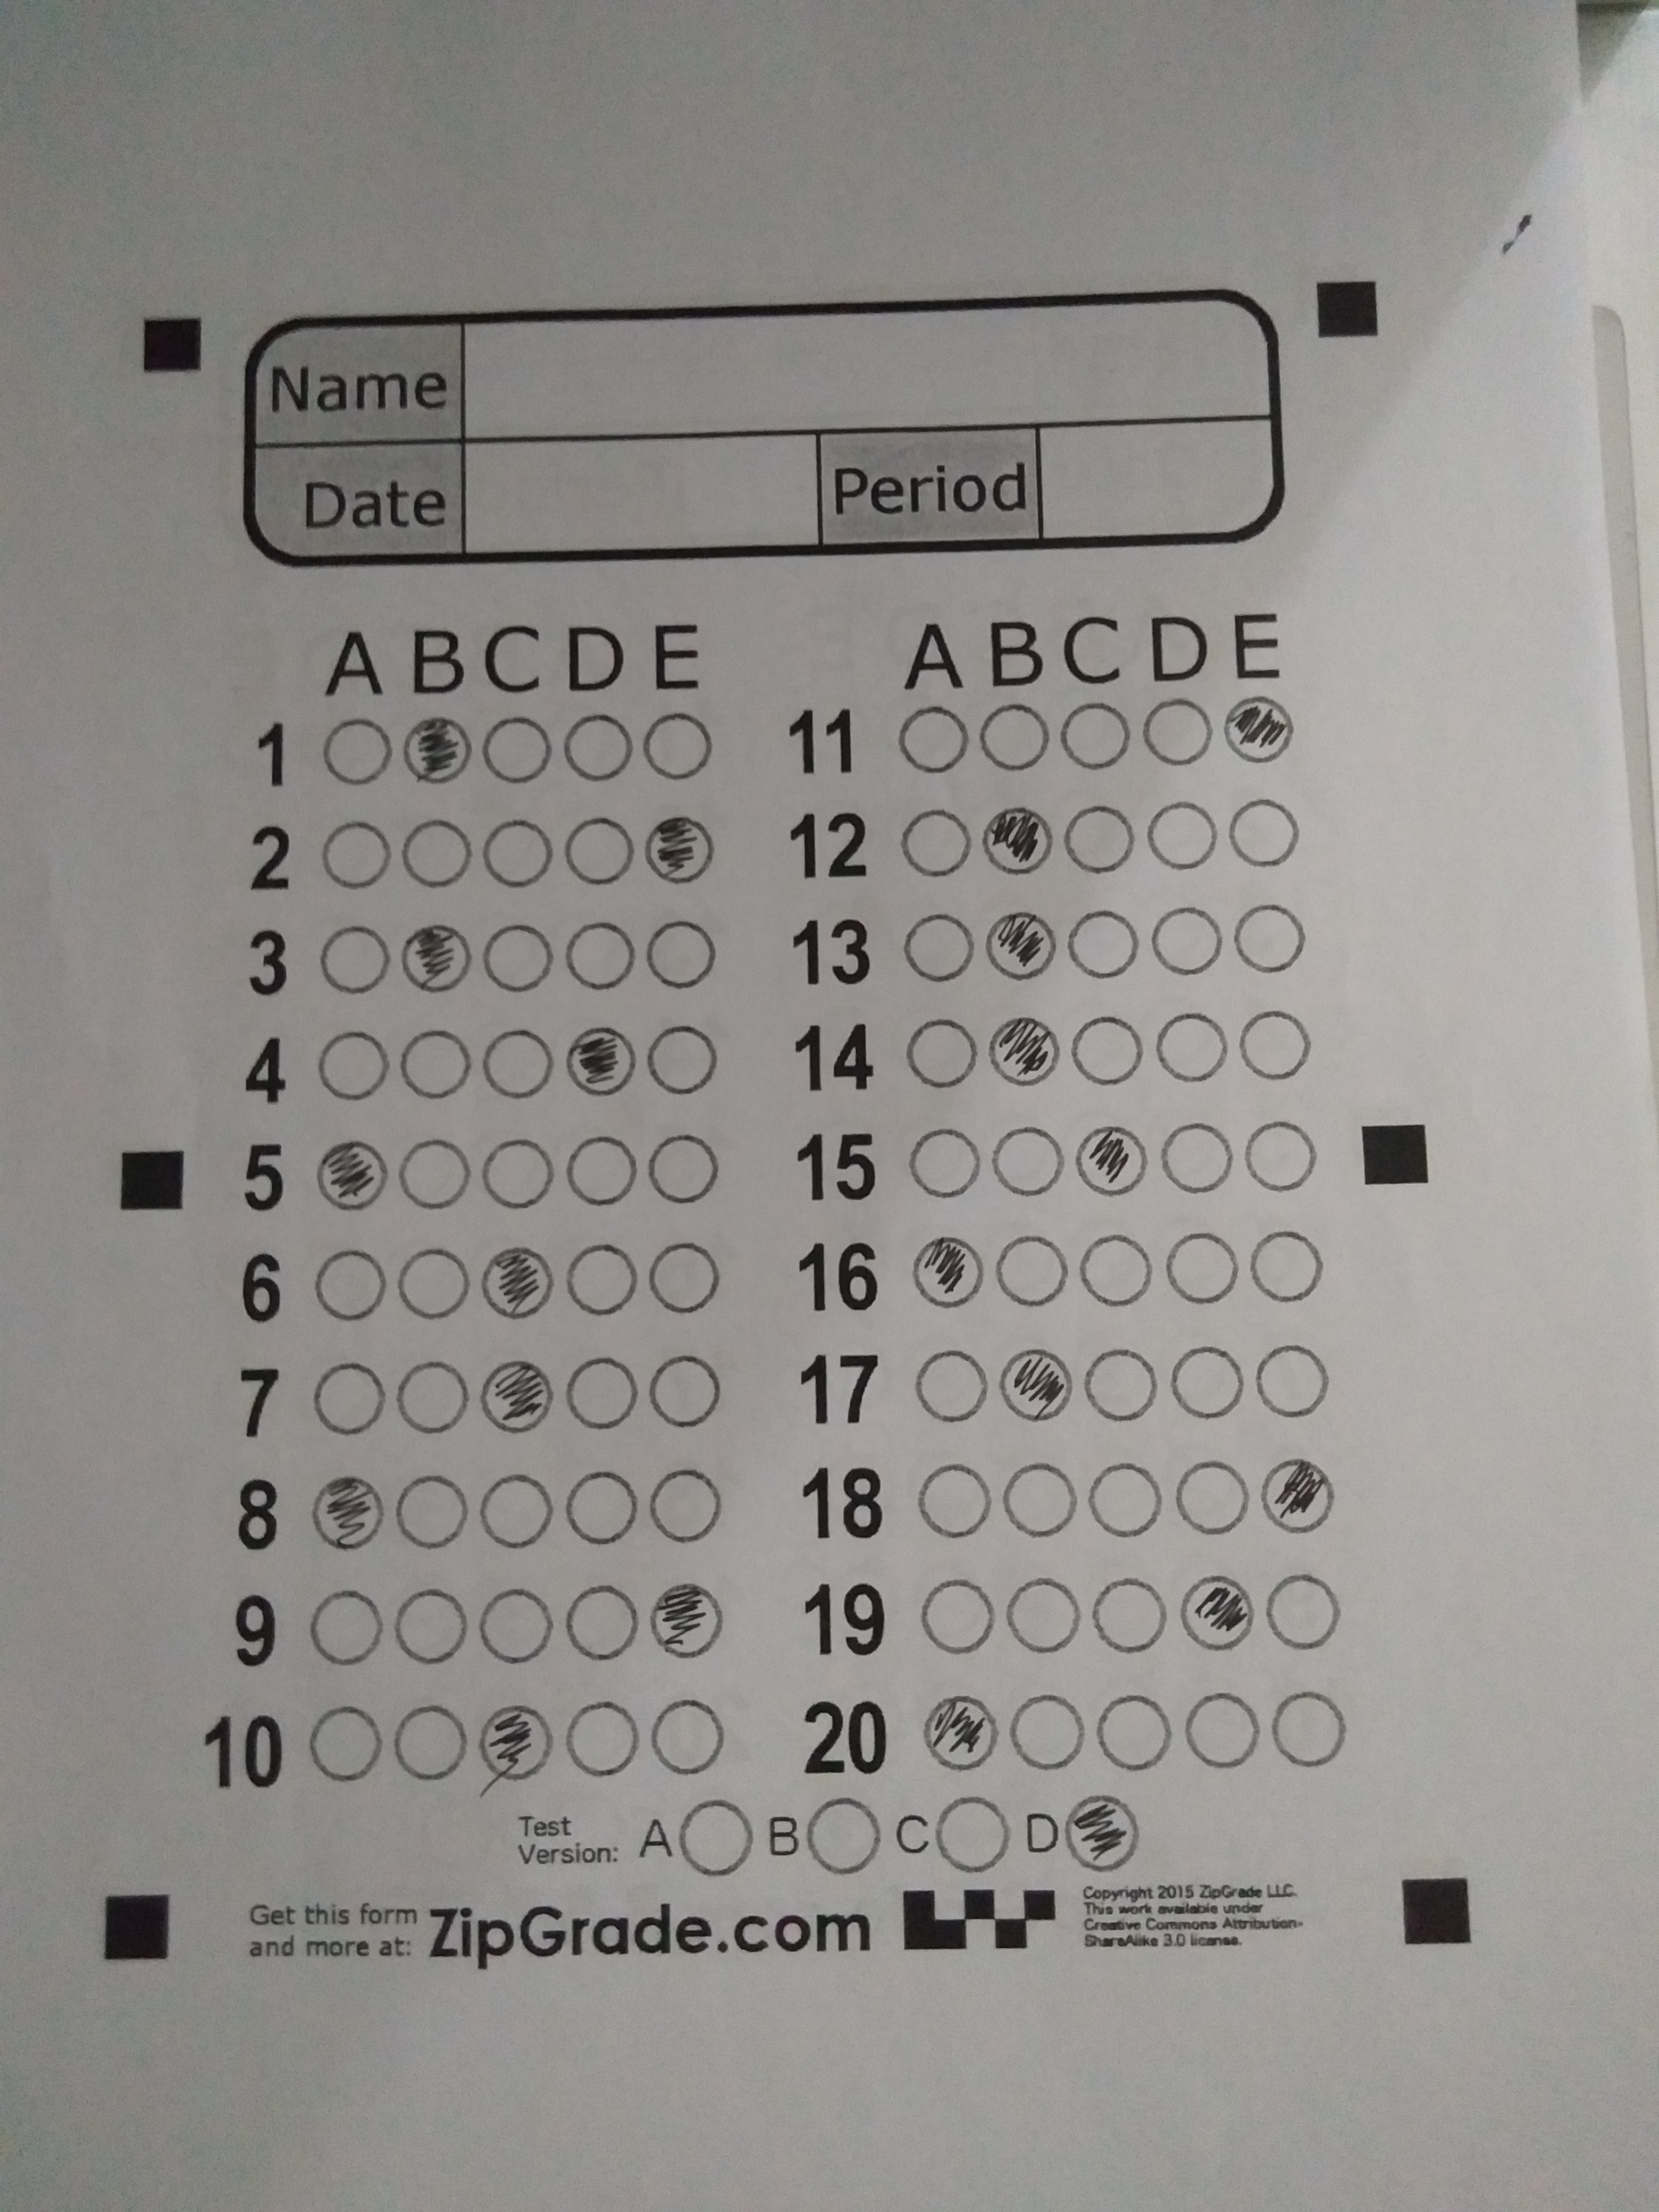 Name
Date Period
A B C D E A B C D E
1 11
2 12
3 13
4 14
5 15
6 16
7 17
8 18
9 19
10 20
Test
Version: A B C D
Get this form
and more at: ZipGrade.com
Copyright 2015 ZipGrade LLC.
This work available under
Creative Commons Attribution-
ShareAlike 3.0 license.